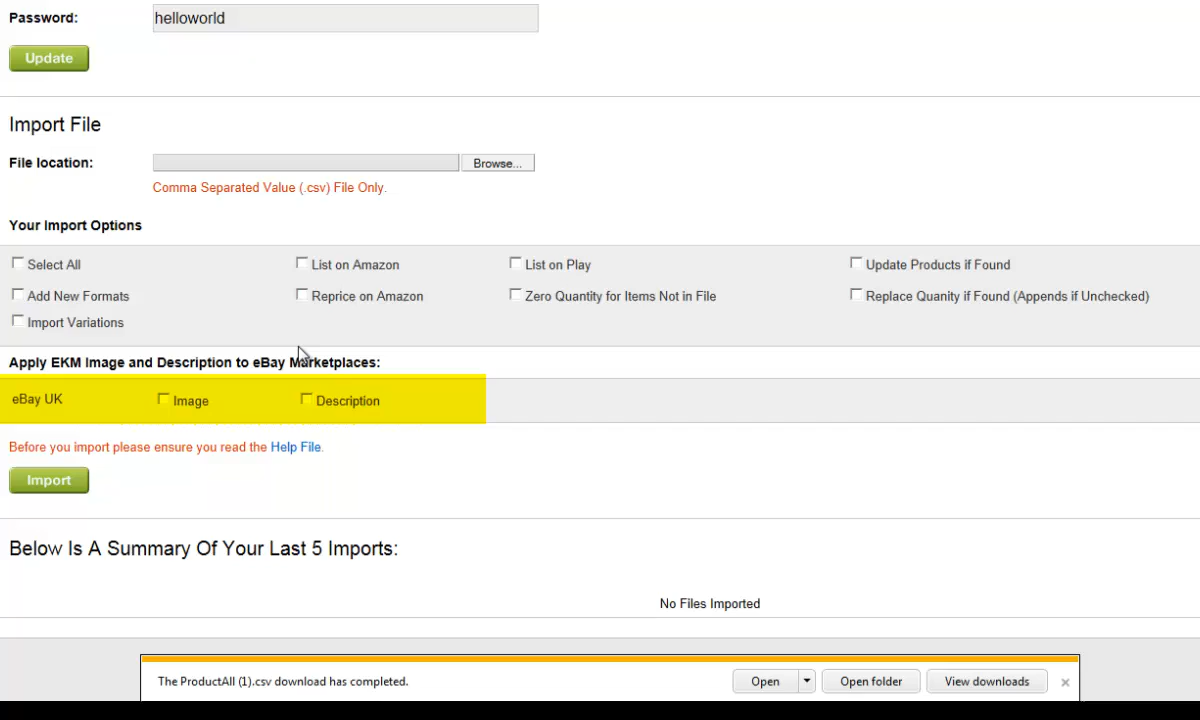 Password: helloworld
Update
Import File
File location: Browse...
Comma Separated Value (.csv) File Only.
Your Import Options
Select All List on Amazon List on Play Update Products if Found
Add New Formats Reprice on Amazon Zero Quantity for Items Not in File Replace Quanity if Found (Appends if Unchecked)
Import Variations
Apply EKM Image and Description to eBay Marketplaces:
eBay UK Image Description
Before you import please ensure you read the Help File.
Import
Below Is A Summary Of Your Last 5 Imports:
No Files Imported
The ProductAll (1).csv download has completed. Open Open folder View downloads